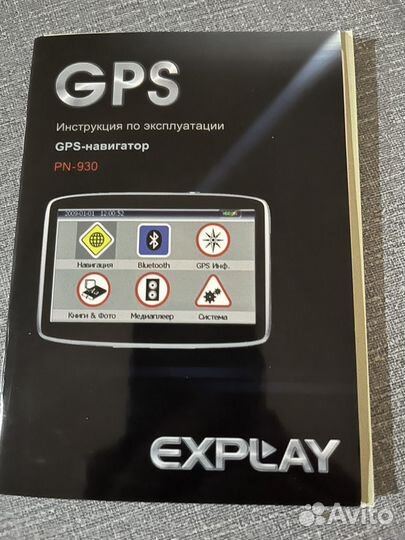 GPS
Инструкция по эксплуатации
GPS-навигатор
PN-930
2009-01-01 12:00:52
Навигация Bluetooth GPS Инф.
Книги & Фото Медиаплеер Система
EXPLAY
Avito